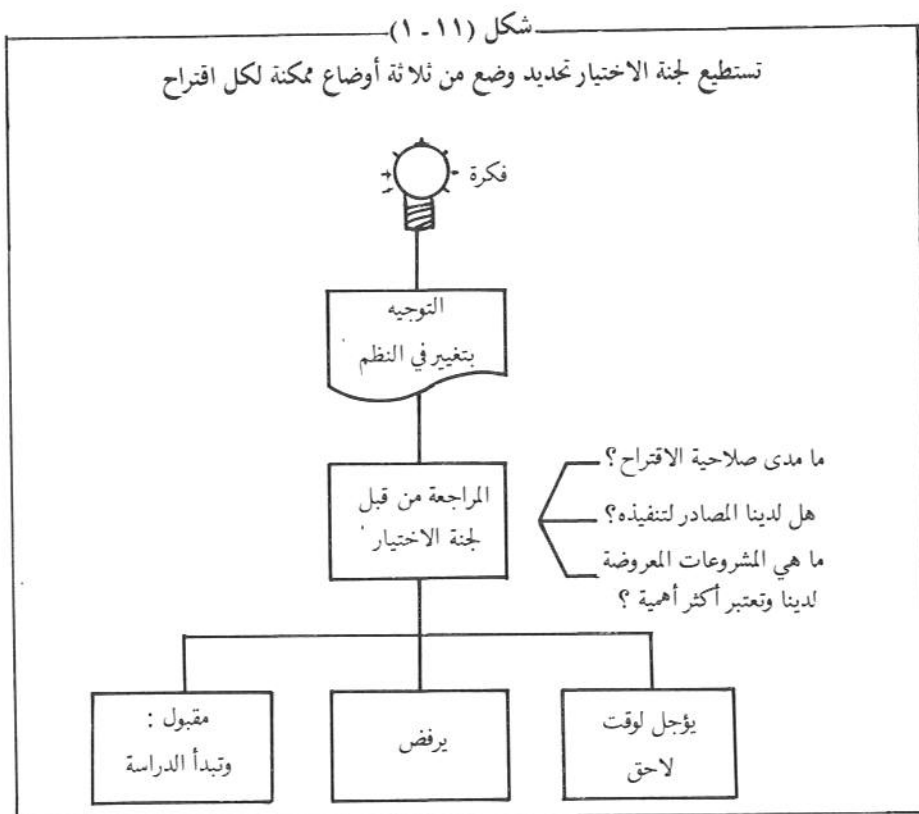 شكل (١١ - ١)
تستطيع لجنة الاختيار تحديد وضع من ثلاثة أوضاع ممكنة لكل اقتراح
فكرة
التوجيه
بتغيير في النظم
المراجعة من قبل
لجنة الاختيار
ما مدى صلاحية الاقتراح؟
هل لدينا المصادر لتنفيذه؟
ما هي المشروعات المعروضة
لدينا وتعتبر أكثر أهمية ؟
يؤجل لوقت
لاحق
يرفض
مقبول :
وتبدأ الدراسة